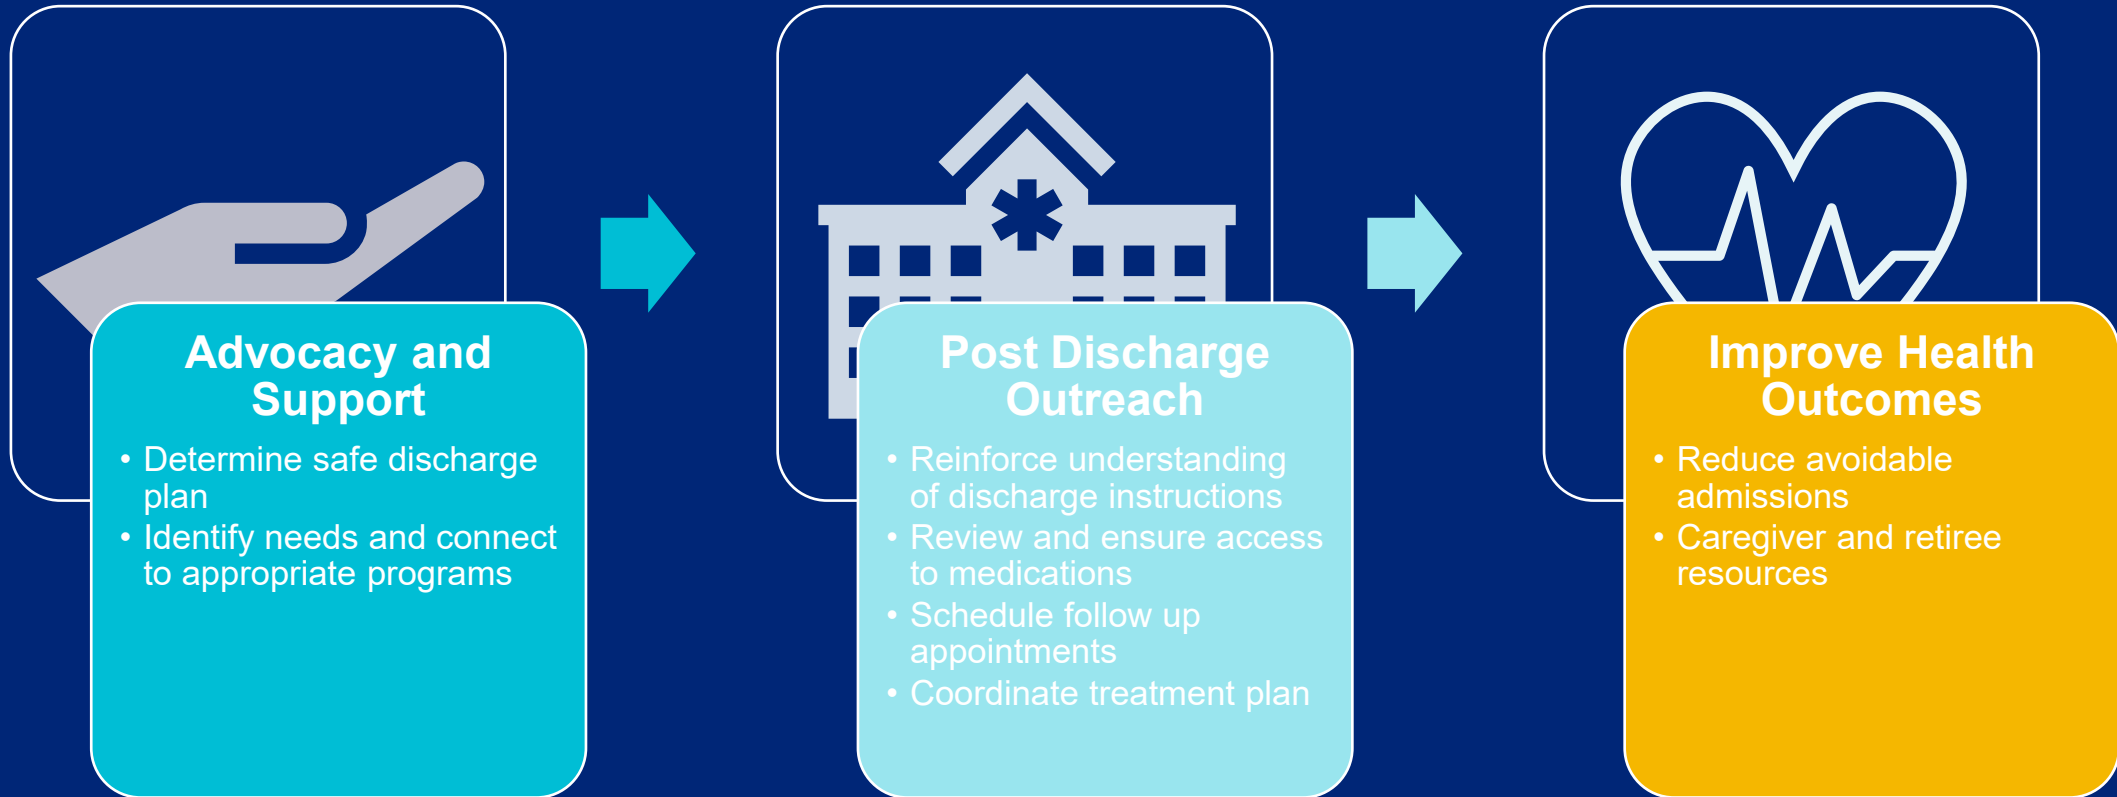 Advocacy and
Support
• Determine safe discharge
plan
• Identify needs and connect
to appropriate programs
Post Discharge
Outreach
• Reinforce understanding
of discharge instructions
• Review and ensure access
to medications
• Schedule follow up
appointments
• Coordinate treatment plan
Improve Health
Outcomes
• Reduce avoidable
admissions
• Caregiver and retiree
resources